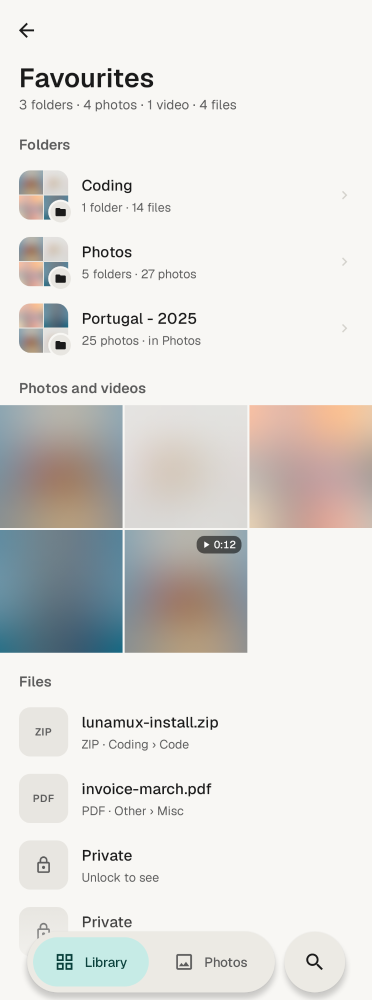 Favourites
3 folders · 4 photos · 1 video · 4 files
Folders
Coding
1 folder · 14 files
Photos
5 folders · 27 photos
Portugal - 2025
25 photos · in Photos
Photos and videos
0:12
Files
ZIP
lunamux-install.zip
ZIP · Coding › Code
PDF
invoice-march.pdf
PDF · Other › Misc
Private
Unlock to see
Private
Library
Photos